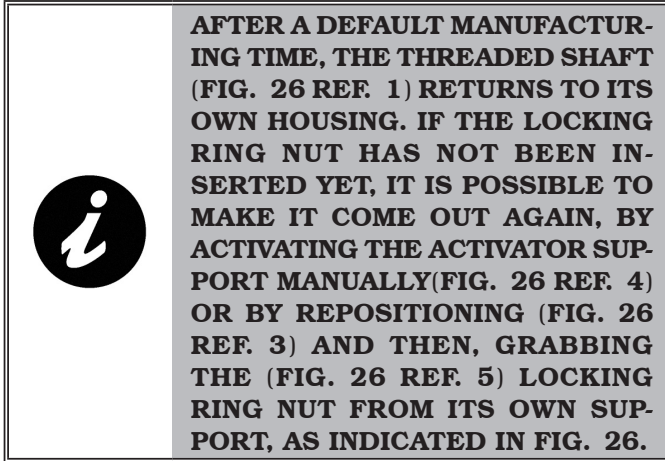 AFTER A DEFAULT MANUFACTUR-
ING TIME, THE THREADED SHAFT
(FIG. 26 REF. 1) RETURNS TO ITS
OWN HOUSING. IF THE LOCKING
RING NUT HAS NOT BEEN IN-
SERTED YET, IT IS POSSIBLE TO
MAKE IT COME OUT AGAIN, BY
ACTIVATING THE ACTIVATOR SUP-
PORT MANUALLY(FIG. 26 REF. 4)
OR BY REPOSITIONING (FIG. 26
REF. 3) AND THEN, GRABBING
THE (FIG. 26 REF. 5) LOCKING
RING NUT FROM ITS OWN SUP-
PORT, AS INDICATED IN FIG. 26.
i